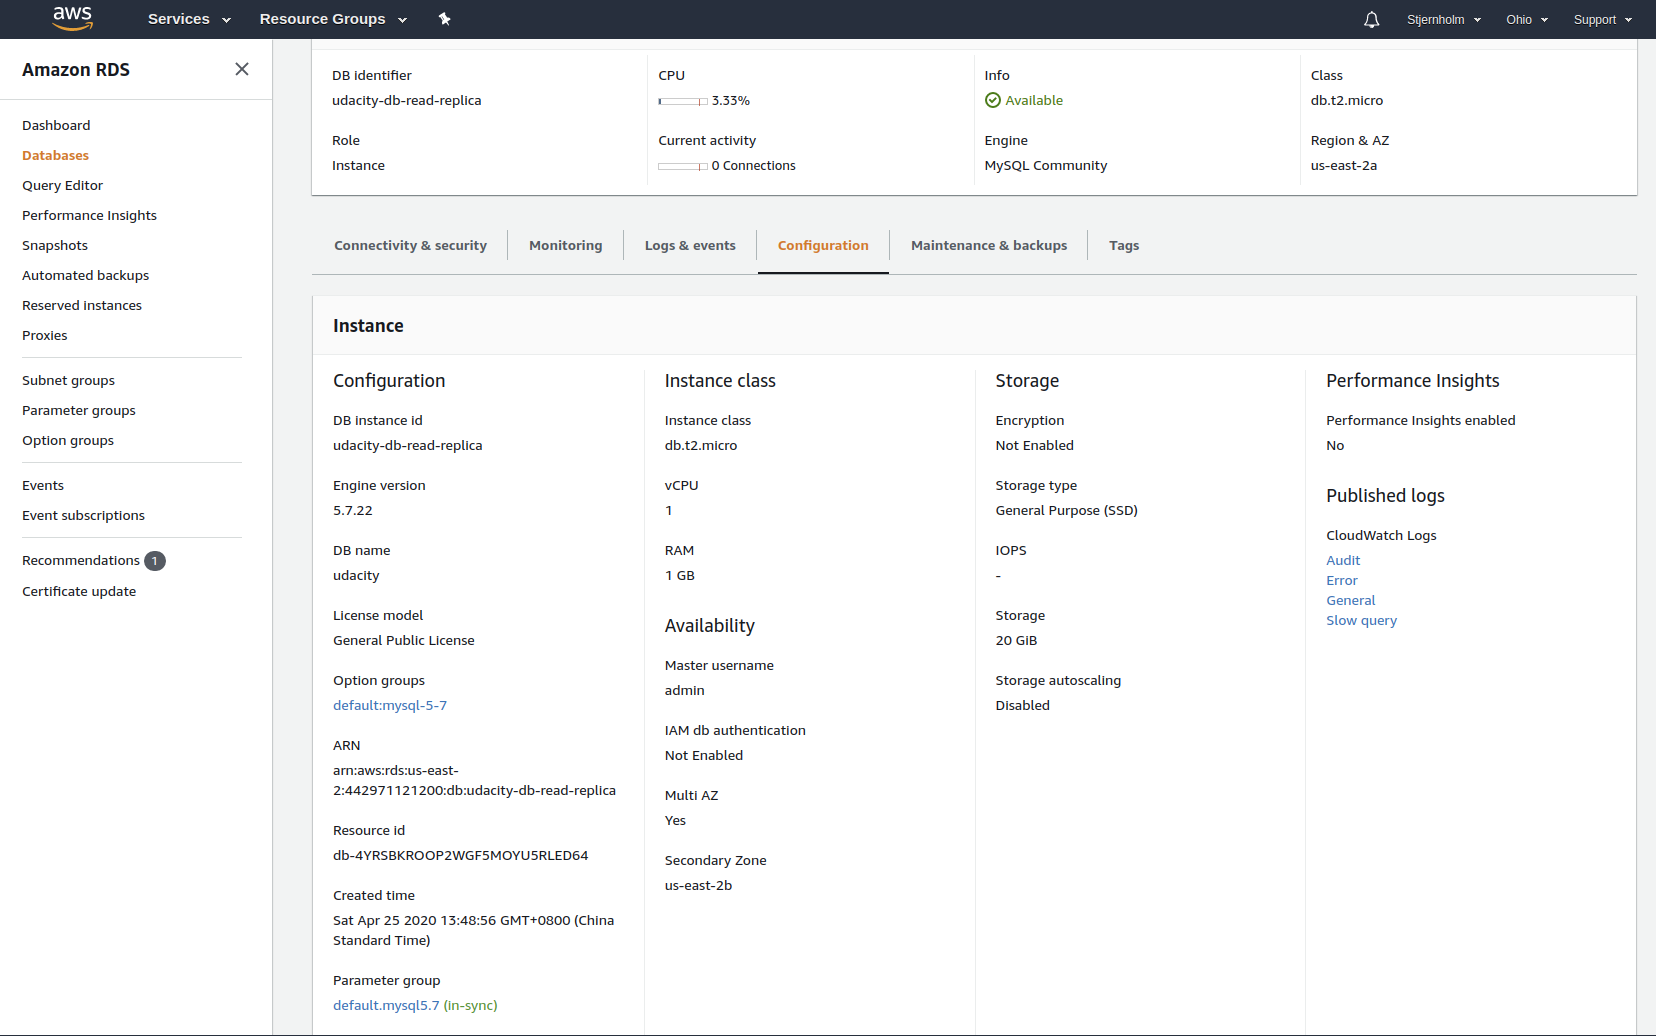 aws
Services
Resource Groups
Stjernholm
Ohio
Support
Amazon RDS
Dashboard
Databases
Query Editor
Performance Insights
Snapshots
Automated backups
Reserved instances
Proxies
Subnet groups
Parameter groups
Option groups
Events
Event subscriptions
Recommendations 1
Certificate update
DB identifier
udacity-db-read-replica
Role
Instance
CPU
3.33%
Current activity
0 Connections
Info
Available
Engine
MySQL Community
Class
db.t2.micro
Region & AZ
us-east-2a
Connectivity & security
Monitoring
Logs & events
Configuration
Maintenance & backups
Tags
Instance
Configuration
DB instance id
udacity-db-read-replica
Engine version
5.7.22
DB name
udacity
License model
General Public License
Option groups
default:mysql-5-7
ARN
arn:aws:rds:us-east-
2:442971121200:db:udacity-db-read-replica
Resource id
db-4YRSBKROOP2WGF5MOYU5RLED64
Created time
Sat Apr 25 2020 13:48:56 GMT+0800 (China
Standard Time)
Parameter group
default.mysql5.7 (in-sync)
Instance class
Instance class
db.t2.micro
vCPU
1
RAM
1 GB
Availability
Master username
admin
IAM db authentication
Not Enabled
Multi AZ
Yes
Secondary Zone
us-east-2b
Storage
Encryption
Not Enabled
Storage type
General Purpose (SSD)
IOPS
-
Storage
20 GiB
Storage autoscaling
Disabled
Performance Insights
Performance Insights enabled
No
Published logs
CloudWatch Logs
Audit
Error
General
Slow query